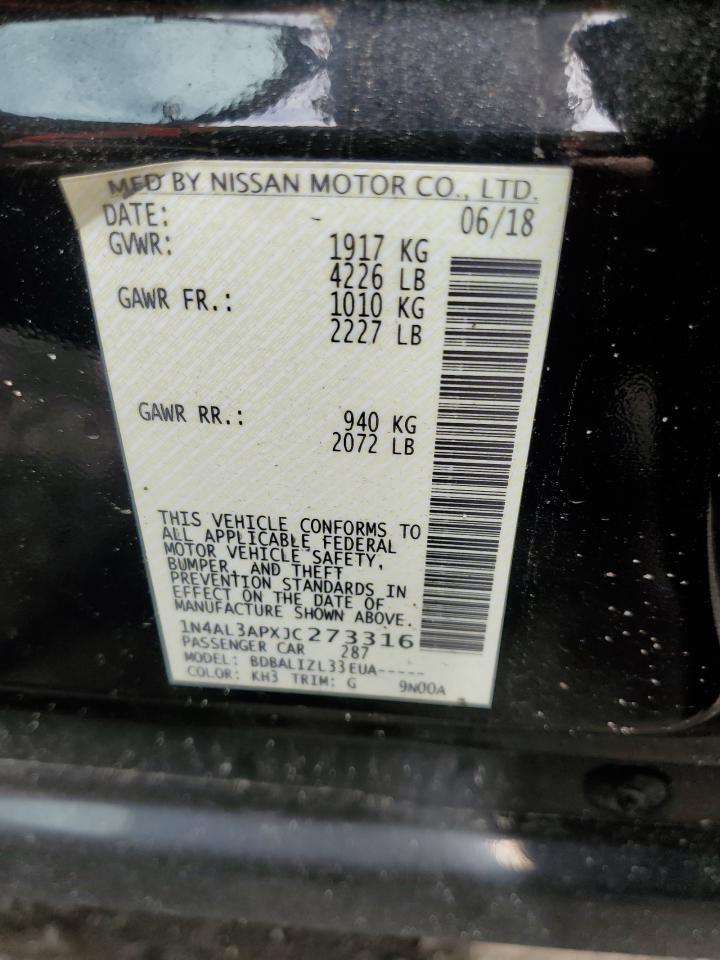 MFD BY NISSAN MOTOR CO., LTD.
DATE: 06/18
GVWR: 1917 KG
4226 LB
GAWR FR.: 1010 KG
2227 LB
GAWR RR.: 940 KG
2072 LB
THIS VEHICLE CONFORMS TO
ALL APPLICABLE FEDERAL
MOTOR VEHICLE SAFETY,
BUMPER, AND THEFT
PREVENTION STANDARDS IN
EFFECT ON THE DATE OF
MANUFACTURE SHOWN ABOVE.
1N4AL3APXJC273316
PASSENGER CAR 287
MODEL: BDBALIZL33EUA-----
COLOR: KH3 TRIM: G 9N00A